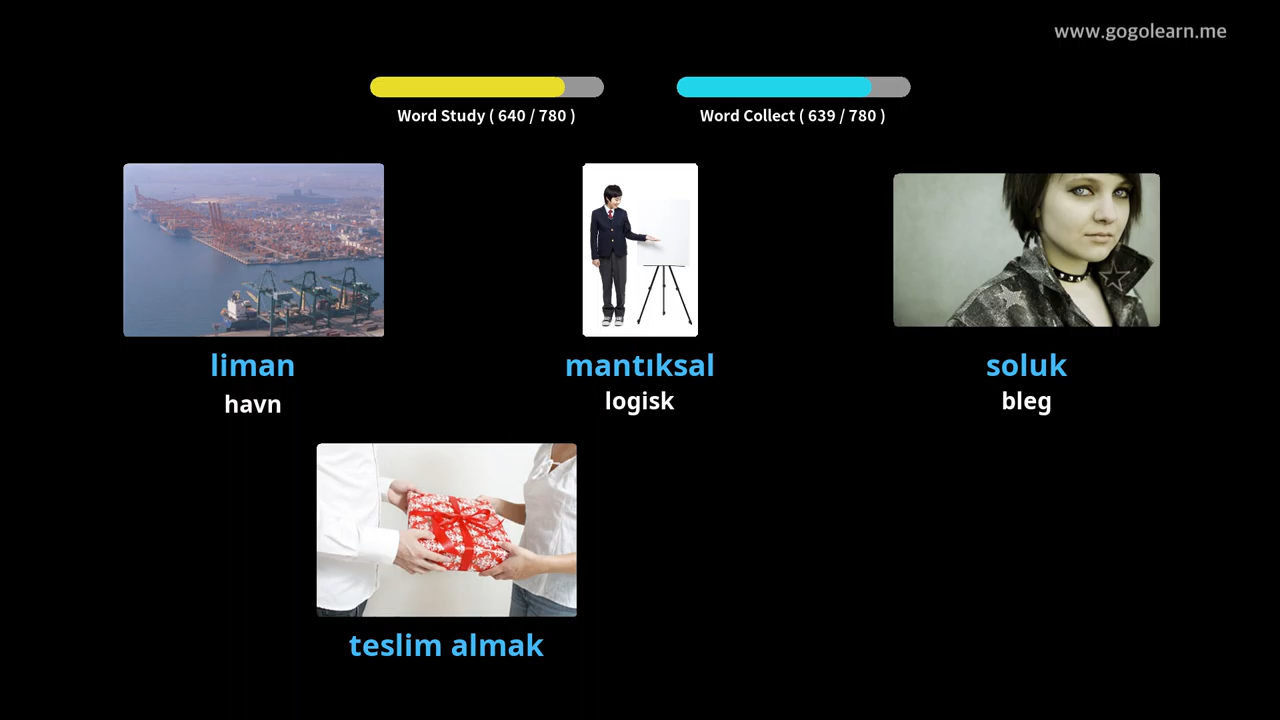 www.gogolearn.me
Word Study ( 640 / 780 )
Word Collect ( 639 / 780 )
liman
havn
mantıksal
logisk
soluk
bleg
teslim almak